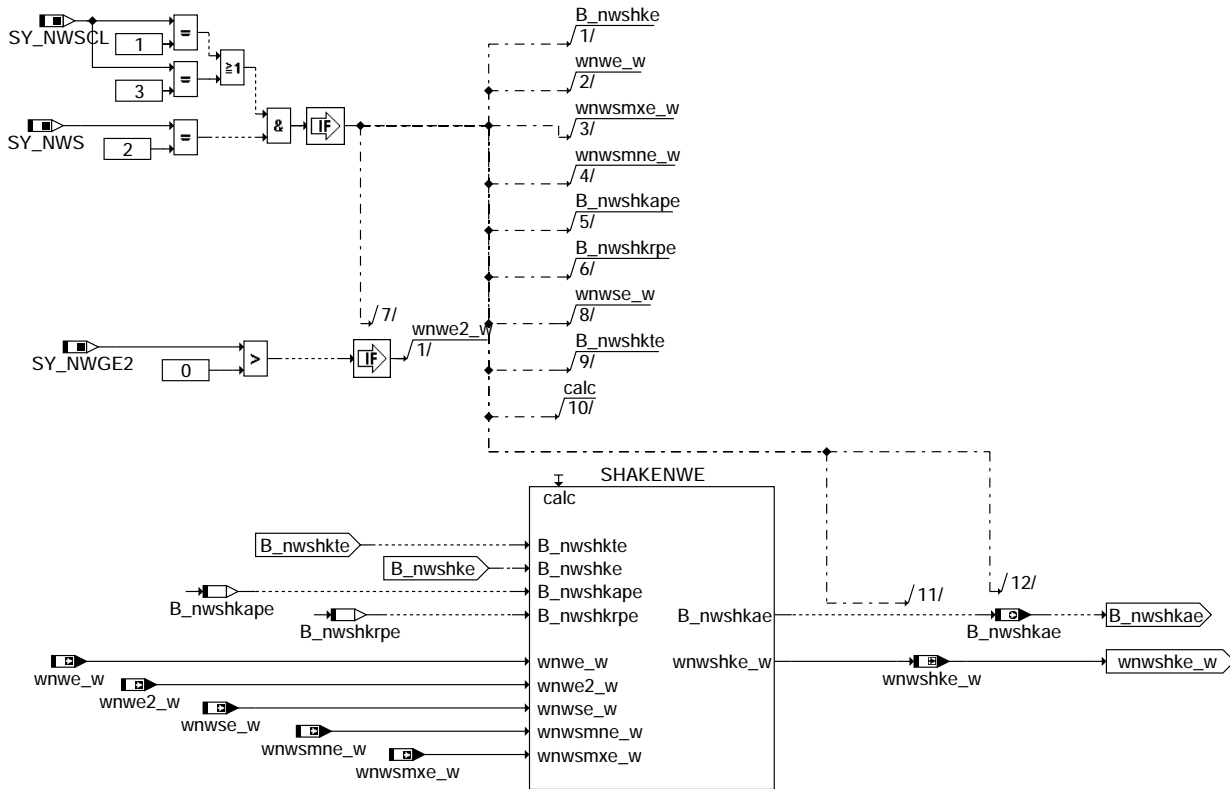 SY_NWSCL
1
=
3
=
≧1
SY_NWS
2
=
&
IF
B_nwshke
1/
wnwe_w
2/
wnwsmxe_w
3/
wnwsmne_w
4/
B_nwshkape
5/
B_nwshkrpe
6/
7/
wnwse_w
8/
B_nwshkte
9/
calc
10/
SY_NWGE2
0
>
IF
wnwe2_w
1/
SHAKENWE
calc
B_nwshkte
B_nwshkte
B_nwshke
B_nwshke
B_nwshkape
B_nwshkape
B_nwshkrpe
B_nwshkrpe
B_nwshkae
11/
12/
B_nwshkae
B_nwshkae
wnwe_w
wnwe_w
wnwshke_w
wnwshke_w
wnwshke_w
wnwe2_w
wnwe2_w
wnwse_w
wnwse_w
wnwsmne_w
wnwsmne_w
wnwsmxe_w
wnwsmxe_w